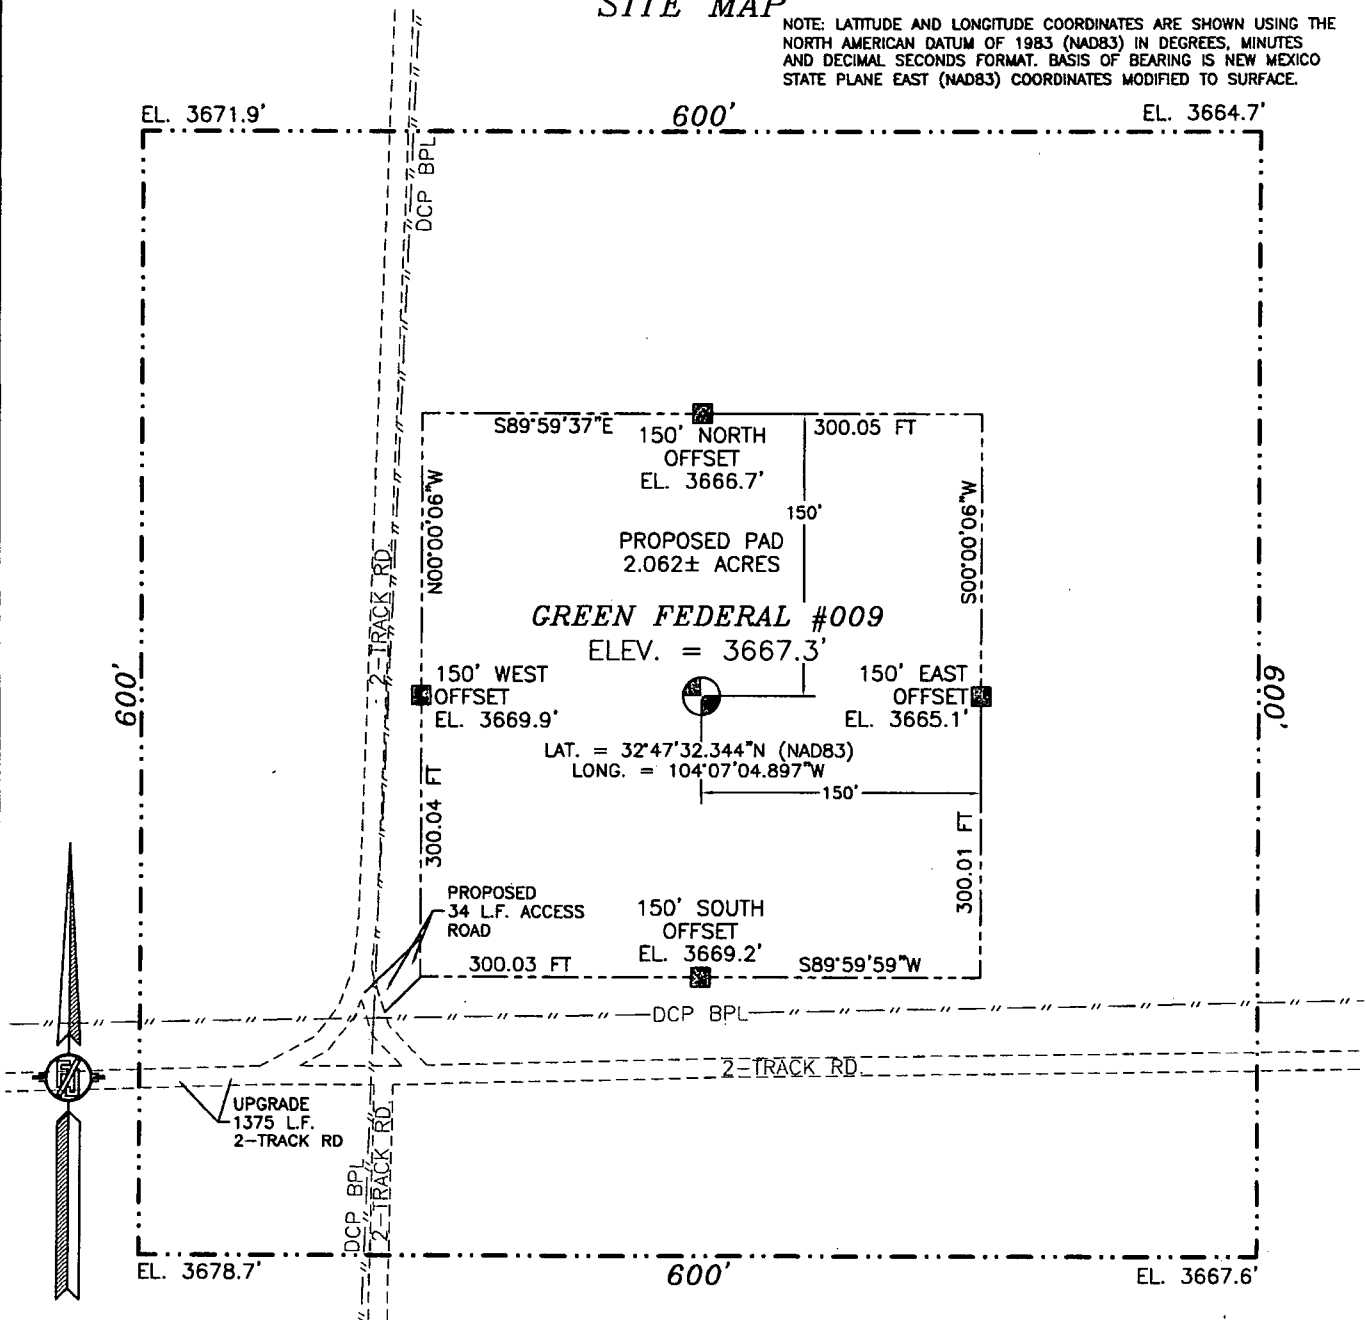 SITE MAP
NOTE: LATITUDE AND LONGITUDE COORDINATES ARE SHOWN USING THE
NORTH AMERICAN DATUM OF 1983 (NAD83) IN DEGREES, MINUTES
AND DECIMAL SECONDS FORMAT. BASIS OF BEARING IS NEW MEXICO
STATE PLANE EAST (NAD83) COORDINATES MODIFIED TO SURFACE.
EL. 3671.9'
600'
EL. 3664.7'
DCP BPL
S89°59'37"E
300.05 FT
150' NORTH
OFFSET
EL. 3666.7'
N00°00'06"W
150'
S00°00'06"W
PROPOSED PAD
2.062± ACRES
2-TRACK RD
GREEN FEDERAL #009
ELEV. = 3667.3'
600'
150' WEST
OFFSET
EL. 3669.9'
150' EAST
OFFSET
EL. 3665.1'
600'
LAT. = 32°47'32.344"N (NAD83)
LONG. = 104°07'04.897"W
150'
300.04 FT
300.01 FT
PROPOSED
34 L.F. ACCESS
ROAD
150' SOUTH
OFFSET
EL. 3669.2'
300.03 FT
S89°59'59"W
DCP BPL
2-TRACK RD
UPGRADE
1375 L.F.
2-TRACK RD
DCP BPL
2-TRACK RD
EL. 3678.7'
600'
EL. 3667.6'